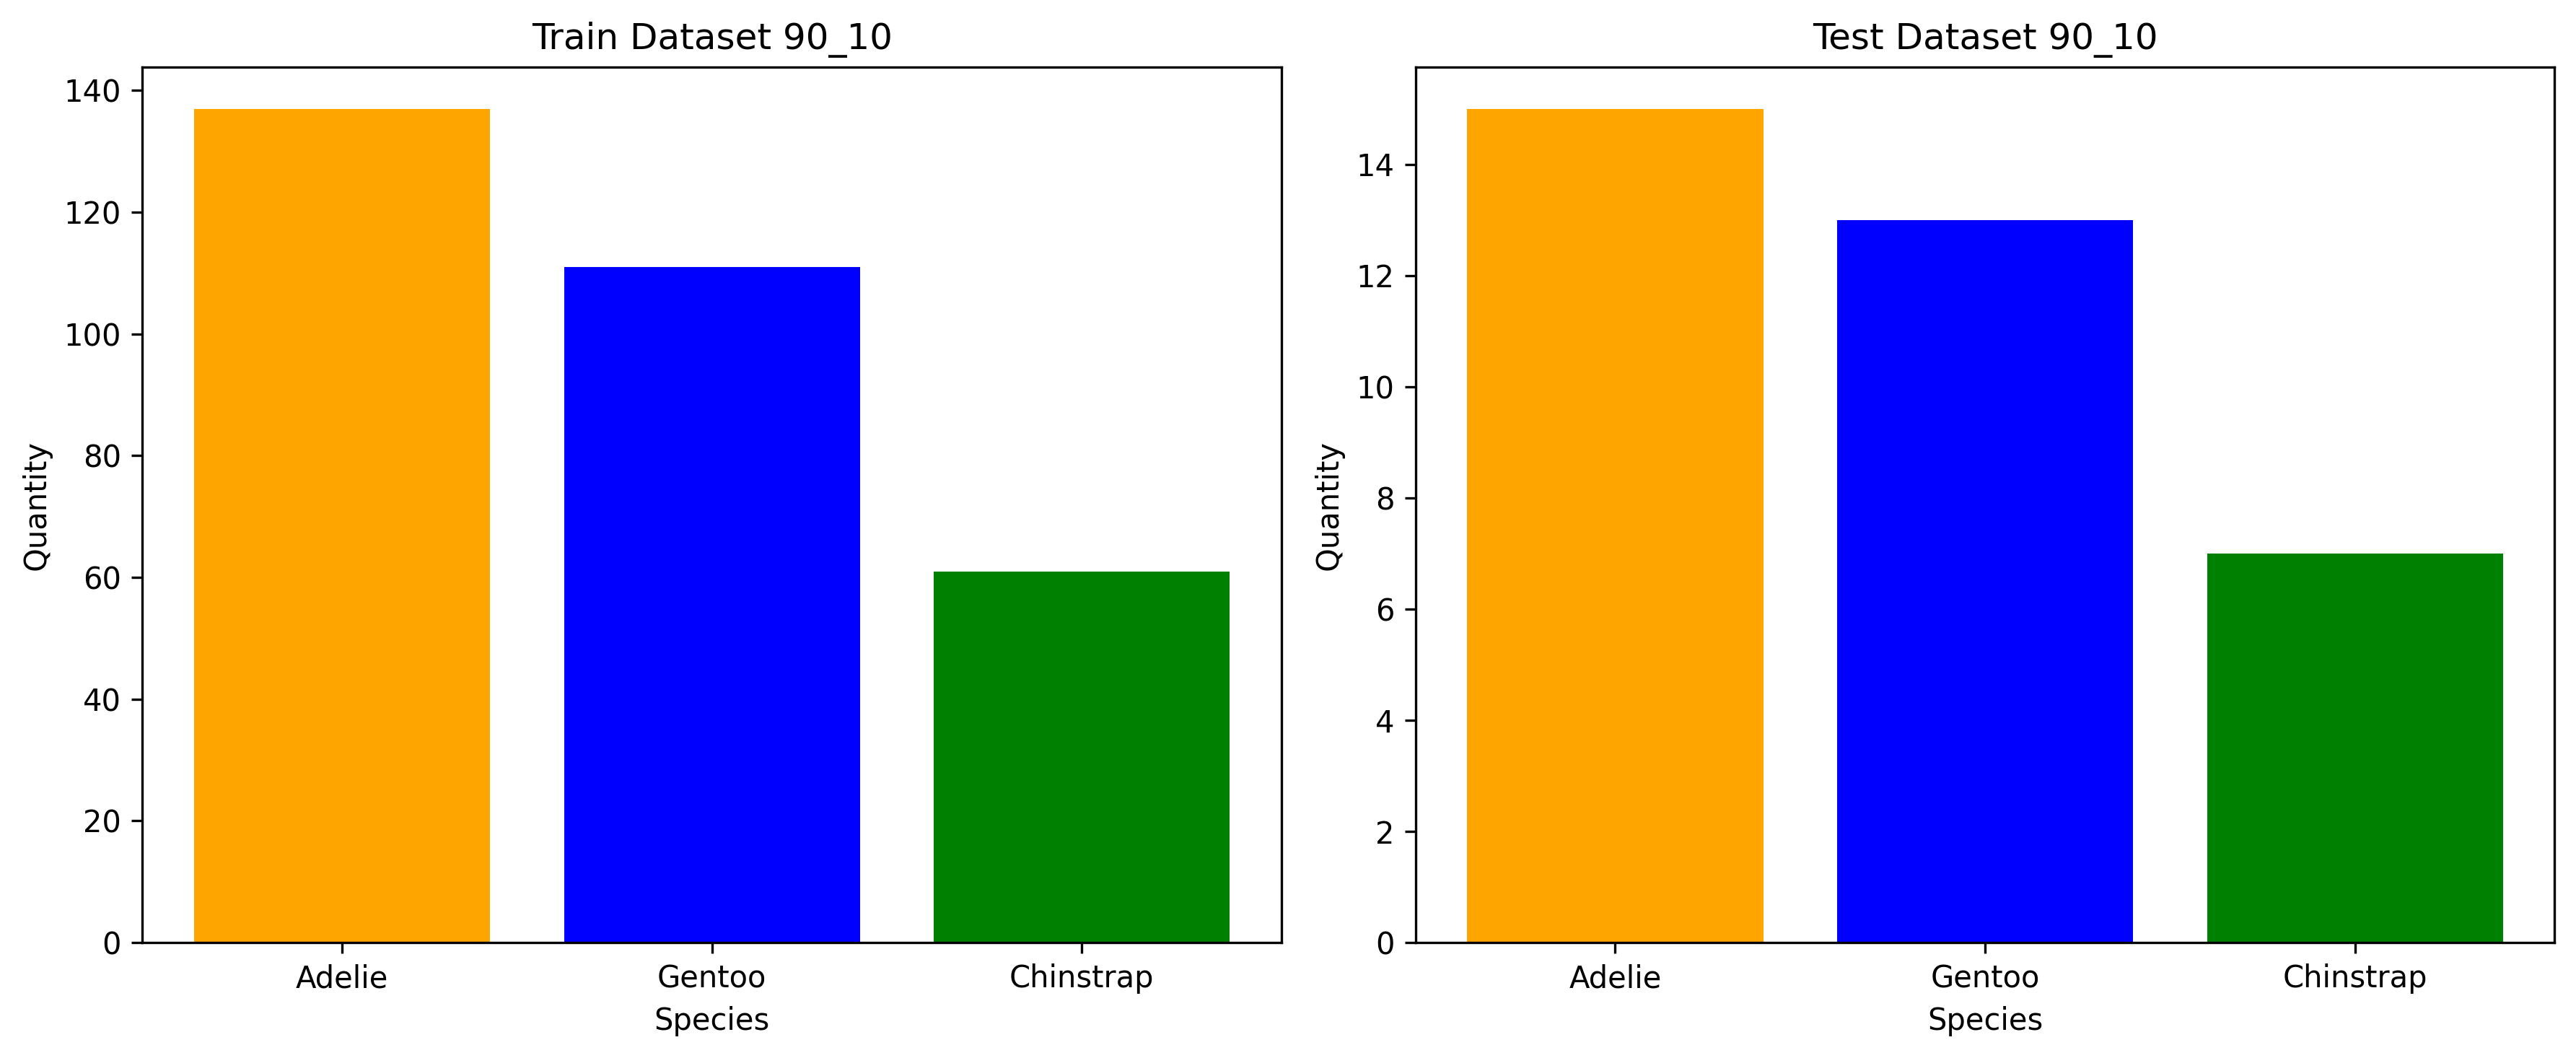 Train Dataset 90_10
Quantity
140
120
100
80
60
40
20
0
Adelie
Gentoo
Chinstrap
Species
Test Dataset 90_10
Quantity
14
12
10
8
6
4
2
0
Adelie
Gentoo
Chinstrap
Species